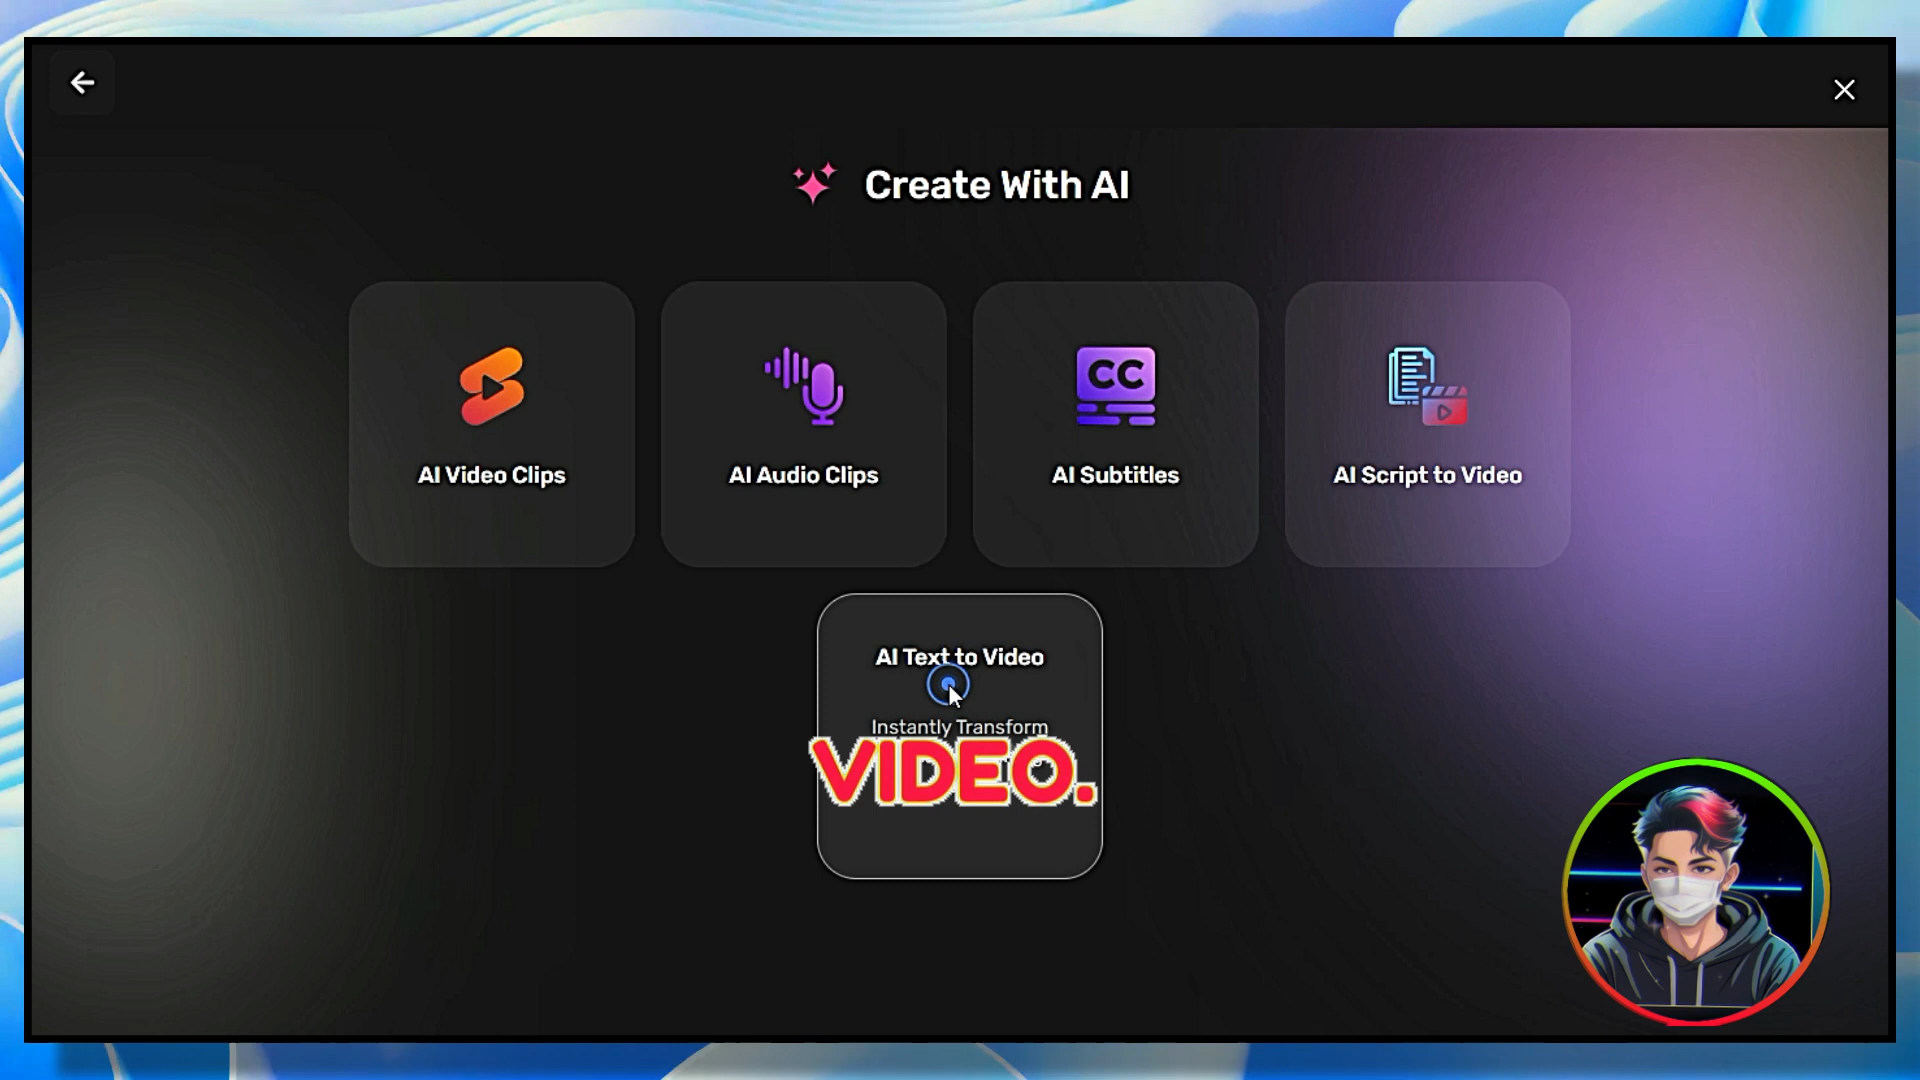 Create With AI
CC
AI Video Clips
AI Audio Clips
AI Subtitles
AI Script to Video
AI Text to Video
Instantly Transform
VIDEO.